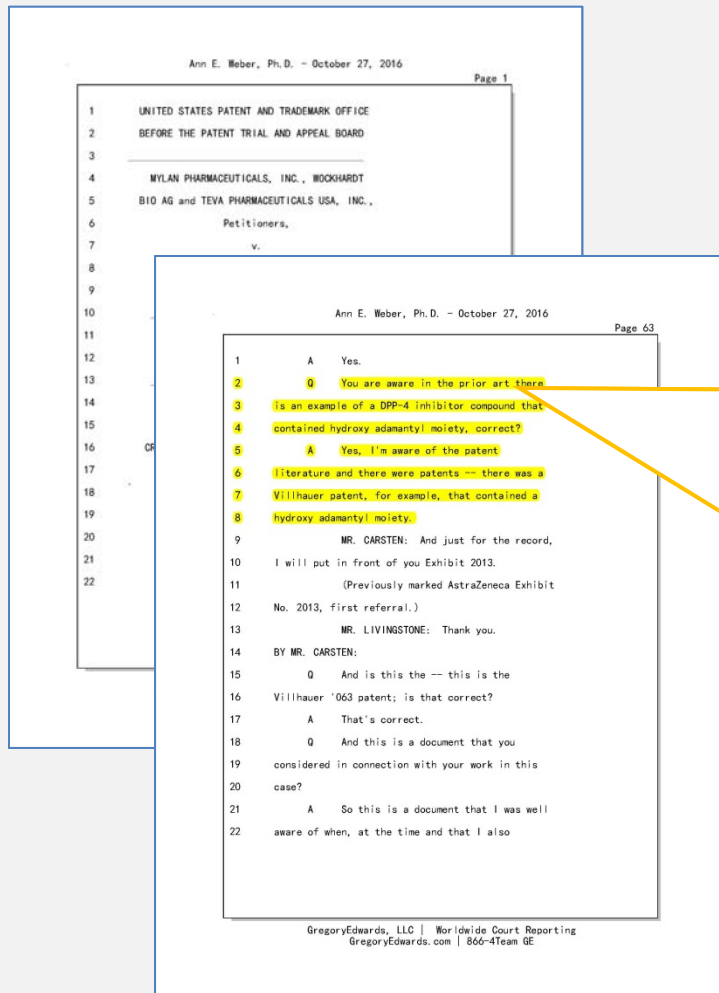 Ann E. Weber, Ph.D. - October 27, 2016
Page 1
1 UNITED STATES PATENT AND TRADEMARK OFFICE
2 BEFORE THE PATENT TRIAL AND APPEAL BOARD
3
4 MYLAN PHARMACEUTICALS, INC., WOCKHARDT
5 BIO AG and TEVA PHARMACEUTICALS USA, INC.,
6 Petitioners,
7 v.
8
9
10
11
12
13
14
15
16 CR
17
18
19
20
21
22
Ann E. Weber, Ph.D. - October 27, 2016
Page 63
1 A Yes.
2 Q You are aware in the prior art there
3 is an example of a DPP-4 inhibitor compound that
4 contained hydroxy adamantyl moiety, correct?
5 A Yes, I'm aware of the patent
6 literature and there were patents -- there was a
7 Villhauer patent, for example, that contained a
8 hydroxy adamantyl moiety.
9 MR. CARSTEN: And just for the record,
10 I will put in front of you Exhibit 2013.
11 (Previously marked AstraZeneca Exhibit
12 No. 2013, first referral.)
13 MR. LIVINGSTONE: Thank you.
14 BY MR. CARSTEN:
15 Q And is this the -- this is the
16 Villhauer '063 patent; is that correct?
17 A That's correct.
18 Q And this is a document that you
19 considered in connection with your work in this
20 case?
21 A So this is a document that I was well
22 aware of when, at the time and that I also
GregoryEdwards, LLC | Worldwide Court Reporting
GregoryEdwards.com | 866-4Team GE